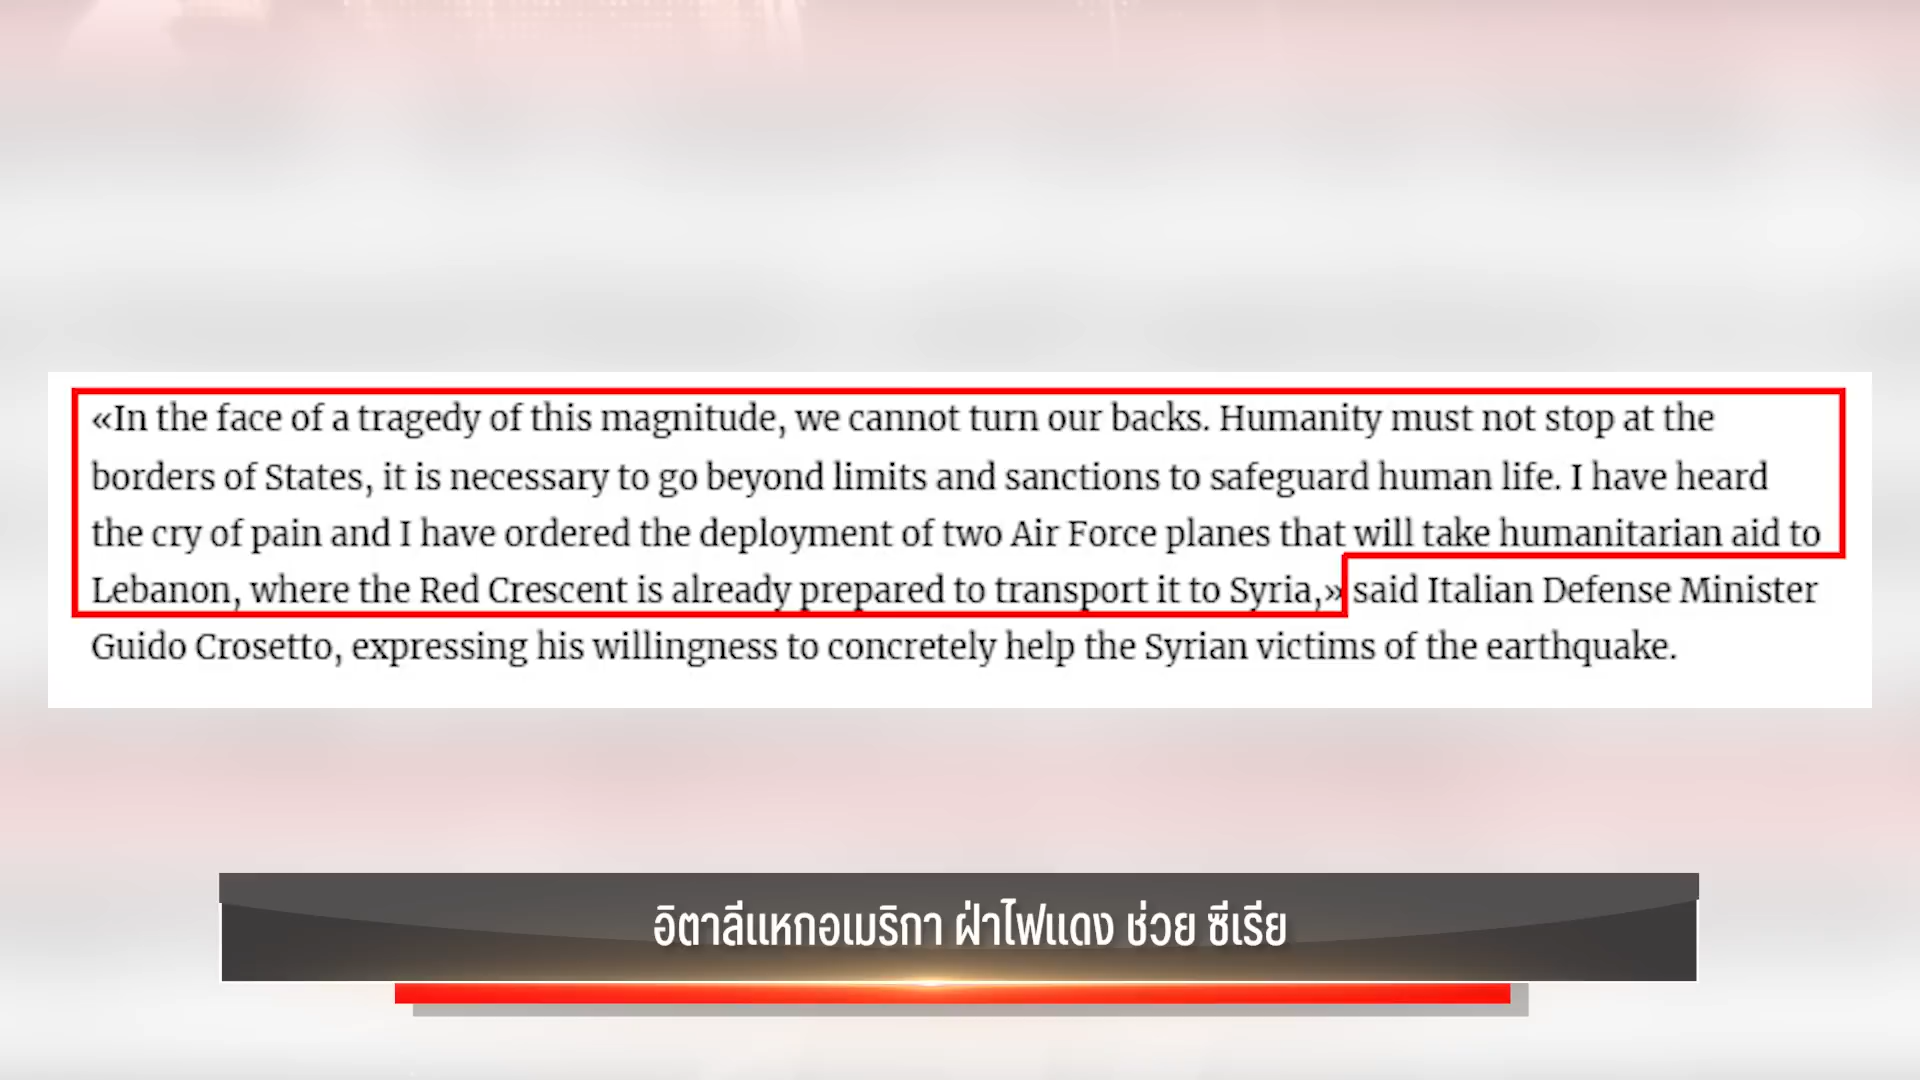 «In the face of a tragedy of this magnitude, we cannot turn our backs. Humanity must not stop at the
borders of States, it is necessary to go beyond limits and sanctions to safeguard human life. I have heard
the cry of pain and I have ordered the deployment of two Air Force planes that will take humanitarian aid to
Lebanon, where the Red Crescent is already prepared to transport it to Syria,» said Italian Defense Minister
Guido Crosetto, expressing his willingness to concretely help the Syrian victims of the earthquake.
อิตาลีแหกอเมริกา ฝ่าไฟแดง ช่วย ซีเรีย